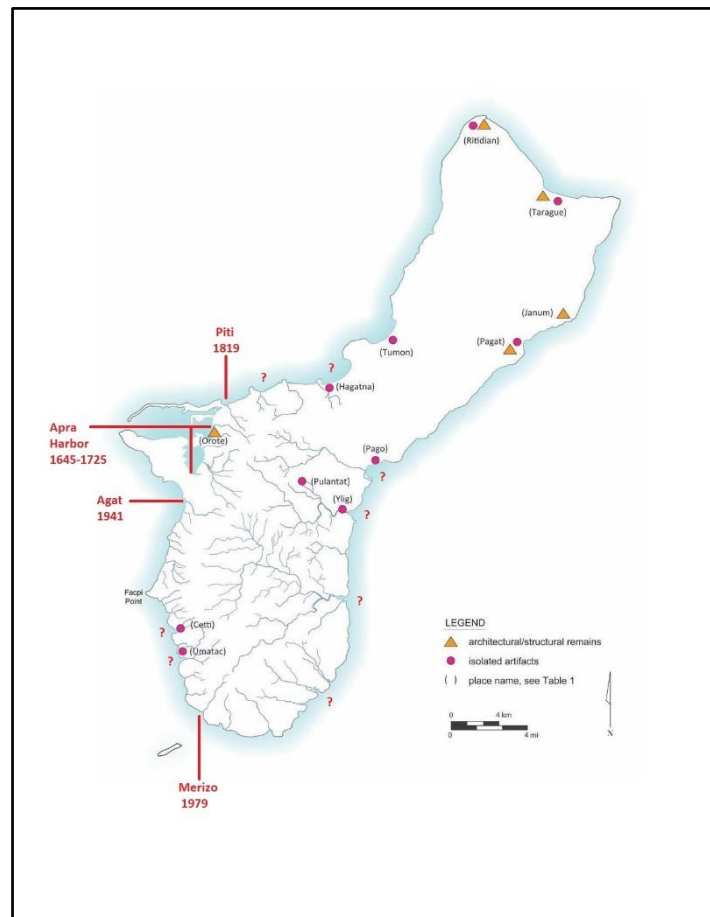 (Ritidian)
(Tarague)
(Janum)
(Pagat)
(Tumon)
Piti
1819
?
?
(Hagatna)
Apra
Harbor
1645-1725
(Orote)
(Pago)
?
(Pulantat)
Agat
1941
(Ylig)
?
Facpi
Point
?
(Cetti)
?
(Umatac)
?
?
Merizo
1979
LEGEND
architectural/structural remains
isolated artifacts
( ) place name, see Table 1
0 4 km
0 4 mi
N